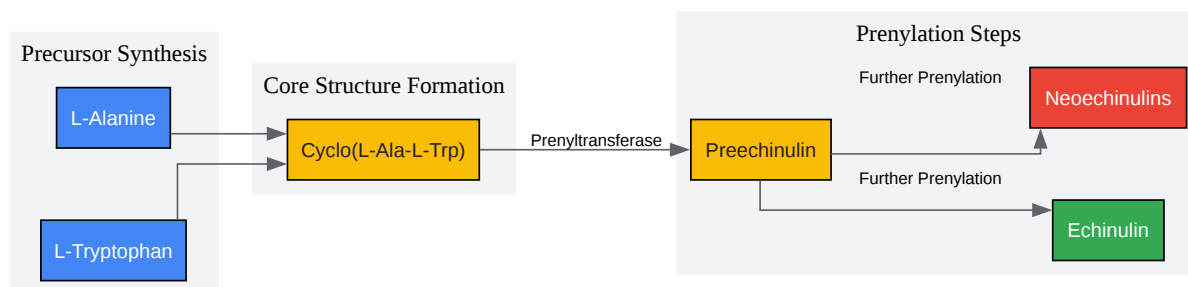 Precursor Synthesis
L-Alanine
L-Tryptophan
Core Structure Formation
Cyclo(L-Ala-L-Trp)
Prenyltransferase
Prenylation Steps
Preechinulin
Further Prenylation
Neoechinulins
Further Prenylation
Echinulin